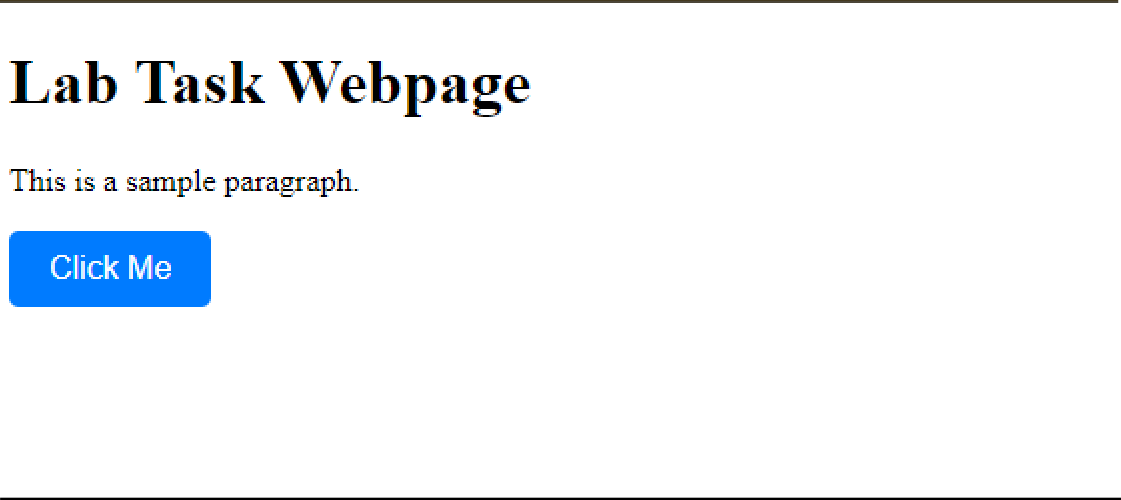 Lab Task Webpage
This is a sample paragraph.
Click Me